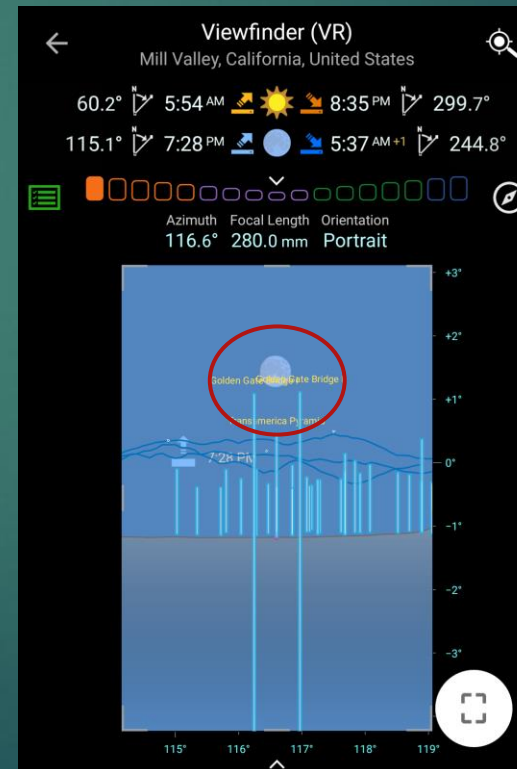 Viewfinder (VR)
Mill Valley, California, United States
60.2° N 5:54 AM 8:35 PM N 299.7°
115.1° N 7:28 PM 5:37 AM +1 N 244.8°
Azimuth Focal Length Orientation
116.6° 280.0 mm Portrait
+3°
+2°
Golden Gate Bridge Gate Bridge
+1°
Transamerica Pyramid
7:28 PM
0°
-1°
-2°
-3°
115° 116° 117° 118° 119°